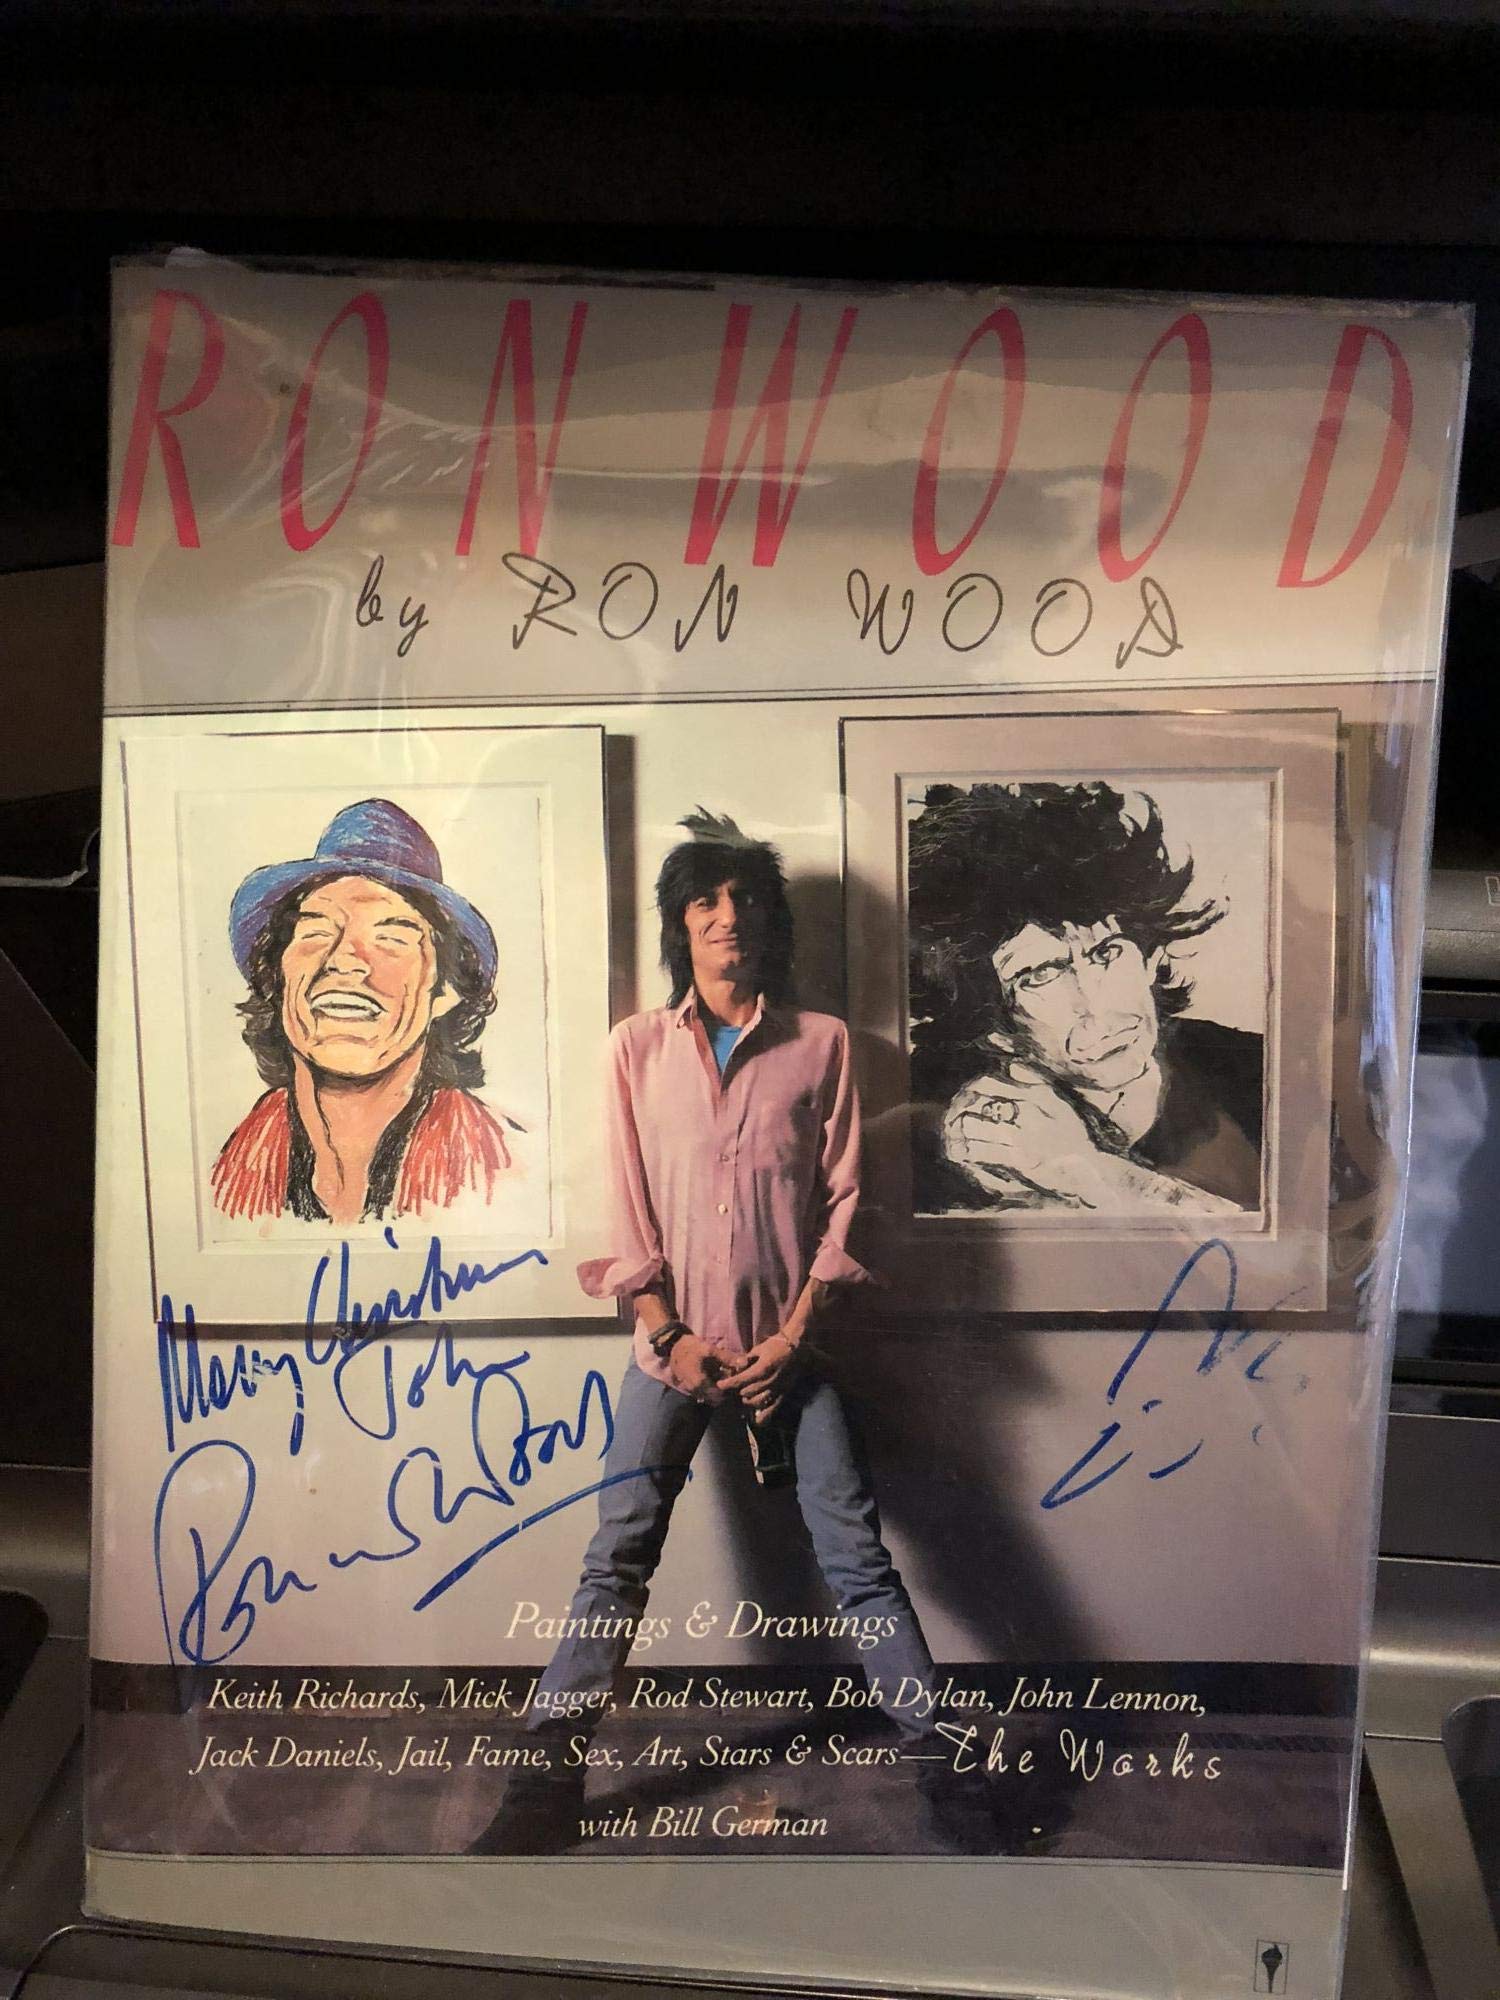 RON WOOD
by RON WOOD
Merry Christmas
John
Ronnie Wood
Paintings & Drawings
Keith Richards, Mick Jagger, Rod Stewart, Bob Dylan, John Lennon,
Jack Daniels, Jail, Fame, Sex, Art, Stars & Scars—The Works
with Bill German